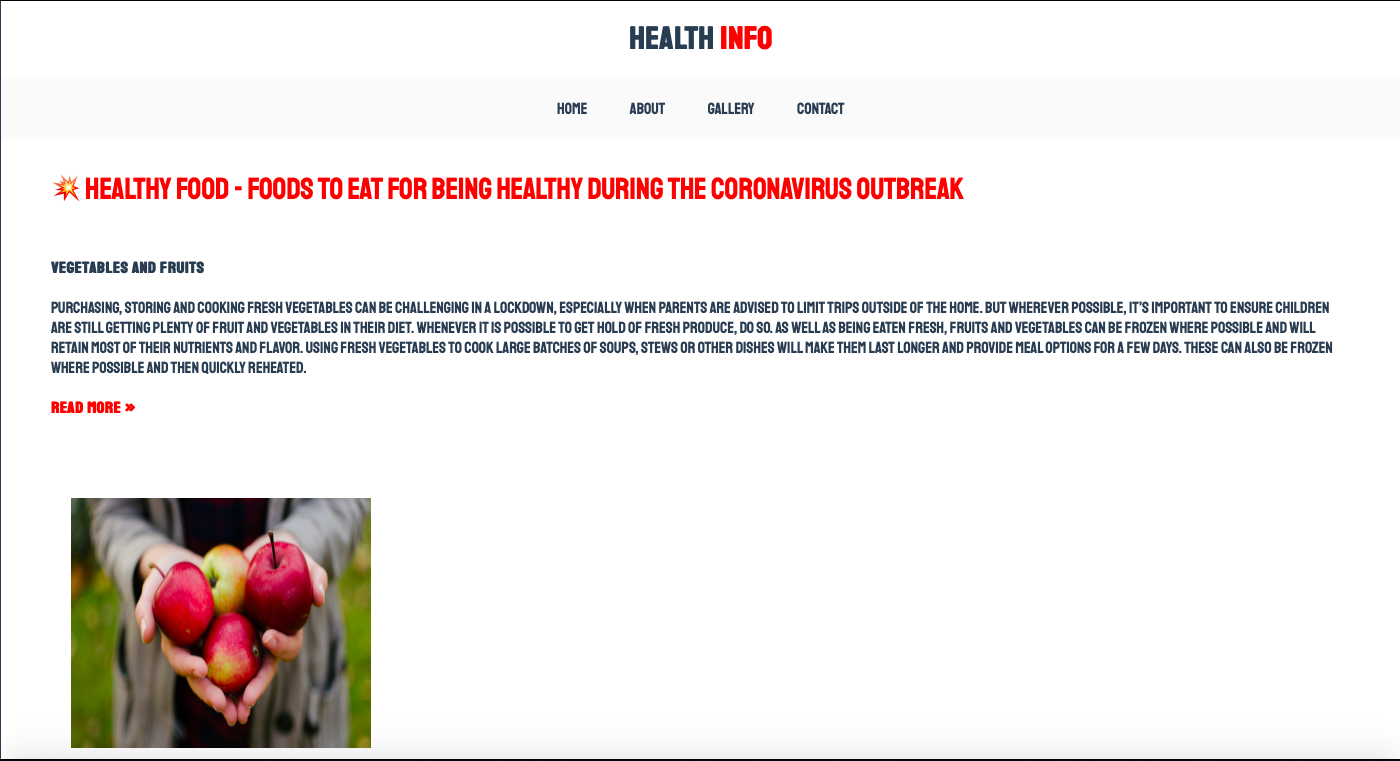 HEALTH INFO
HOME ABOUT GALLERY CONTACT
💥 HEALTHY FOOD - FOODS TO EAT FOR BEING HEALTHY DURING THE CORONAVIRUS OUTBREAK
VEGETABLES AND FRUITS
PURCHASING, STORING AND COOKING FRESH VEGETABLES CAN BE CHALLENGING IN A LOCKDOWN, ESPECIALLY WHEN PARENTS ARE ADVISED TO LIMIT TRIPS OUTSIDE OF THE HOME. BUT WHEREVER POSSIBLE, IT'S IMPORTANT TO ENSURE CHILDREN
ARE STILL GETTING PLENTY OF FRUIT AND VEGETABLES IN THEIR DIET. WHENEVER IT IS POSSIBLE TO GET HOLD OF FRESH PRODUCE, DO SO. AS WELL AS BEING EATEN FRESH, FRUITS AND VEGETABLES CAN BE FROZEN WHERE POSSIBLE AND WILL
RETAIN MOST OF THEIR NUTRIENTS AND FLAVOR. USING FRESH VEGETABLES TO COOK LARGE BATCHES OF SOUPS, STEWS OR OTHER DISHES WILL MAKE THEM LAST LONGER AND PROVIDE MEAL OPTIONS FOR A FEW DAYS. THESE CAN ALSO BE FROZEN
WHERE POSSIBLE AND THEN QUICKLY REHEATED.
READ MORE »